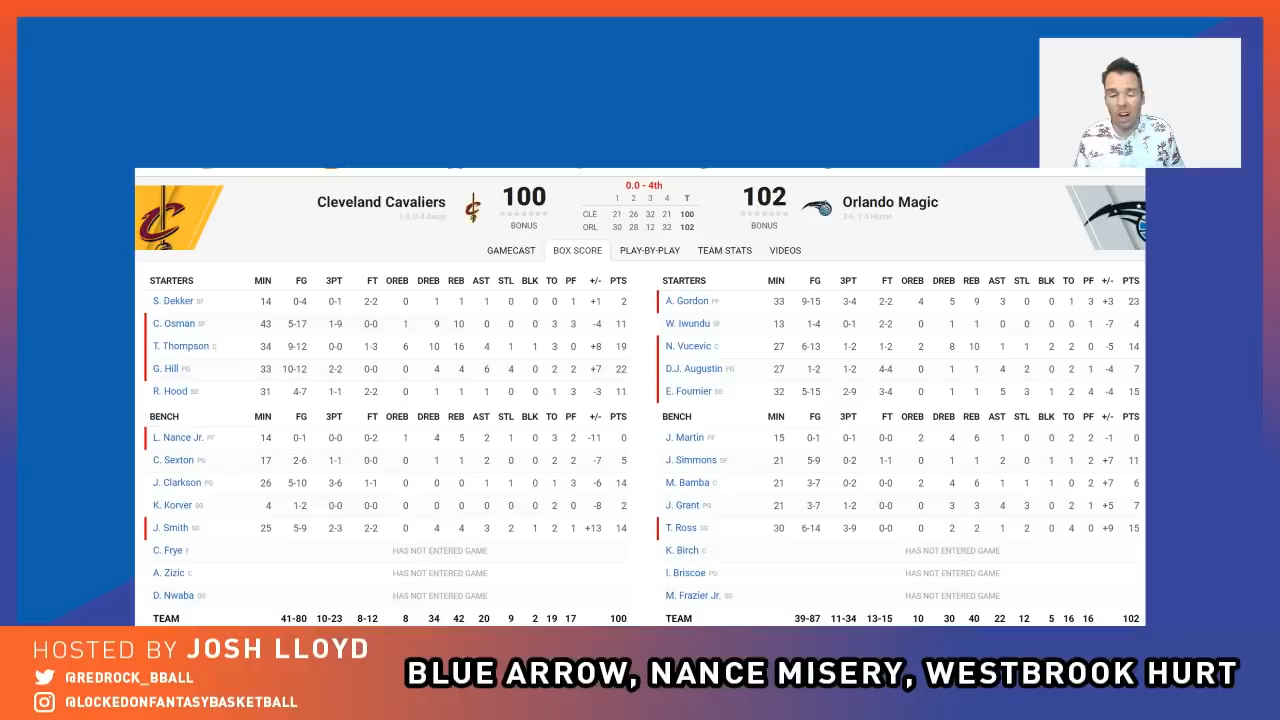 Cleveland Cavaliers 100 0.0 - 4th 102 Orlando Magic
1-9, 0-4 Away 3-6, 1-4 Home
BONUS BONUS
1 2 3 4 T
CLE 21 26 32 21 100
ORL 30 28 12 32 102
GAMECAST BOX SCORE PLAY-BY-PLAY TEAM STATS VIDEOS
STARTERS MIN FG 3PT FT OREB DREB REB AST STL BLK TO PF +/- PTS
S. Dekker SF 14 0-4 0-1 2-2 0 1 1 1 0 0 0 1 +1 2
C. Osman SF 43 5-17 1-9 0-0 1 9 10 0 0 0 3 3 -4 11
T. Thompson C 34 9-12 0-0 1-3 6 10 16 4 1 1 3 0 +8 19
G. Hill PG 33 10-12 2-2 0-0 0 4 4 6 4 0 2 2 +7 22
R. Hood SG 31 4-7 1-1 2-2 0 1 1 1 0 0 1 3 -3 11
BENCH MIN FG 3PT FT OREB DREB REB AST STL BLK TO PF +/- PTS
L. Nance Jr. PF 14 0-1 0-0 0-2 1 4 5 2 1 0 3 2 -11 0
C. Sexton PG 17 2-6 1-1 0-0 0 1 1 2 0 0 2 2 -7 5
J. Clarkson PG 26 5-10 3-6 1-1 0 0 0 1 1 0 1 3 -6 14
K. Korver SG 4 1-2 0-0 0-0 0 0 0 0 0 0 2 0 -8 2
J. Smith SG 25 5-9 2-3 2-2 0 4 4 3 2 1 2 1 +13 14
C. Frye F HAS NOT ENTERED GAME
A. Zizic C HAS NOT ENTERED GAME
D. Nwaba SG HAS NOT ENTERED GAME
TEAM 41-80 10-23 8-12 8 34 42 20 9 2 19 17 100
STARTERS MIN FG 3PT FT OREB DREB REB AST STL BLK TO PF +/- PTS
A. Gordon PF 33 9-15 3-4 2-2 4 5 9 3 0 0 1 3 +3 23
W. Iwundu SF 13 1-4 0-1 2-2 0 1 1 0 0 0 0 1 -7 4
N. Vucevic C 27 6-13 1-2 1-2 2 8 10 1 1 2 2 0 -5 14
D.J. Augustin PG 27 1-2 1-2 4-4 0 1 1 4 2 0 2 1 -4 7
E. Fournier SG 32 5-15 2-9 3-4 0 1 1 5 3 1 2 4 -4 15
BENCH MIN FG 3PT FT OREB DREB REB AST STL BLK TO PF +/- PTS
J. Martin PF 15 0-1 0-1 0-0 2 4 6 1 0 0 2 2 -1 0
J. Simmons SF 21 5-9 0-2 1-1 0 1 1 2 0 1 1 2 +7 11
M. Bamba C 21 3-7 0-2 0-0 2 4 6 1 1 1 0 2 +7 6
J. Grant PG 21 3-7 1-2 0-0 0 3 3 4 3 0 2 1 +5 7
T. Ross SG 30 6-14 3-9 0-0 0 2 2 1 2 0 4 0 +9 15
K. Birch C HAS NOT ENTERED GAME
I. Briscoe PG HAS NOT ENTERED GAME
M. Frazier Jr. SG HAS NOT ENTERED GAME
TEAM 39-87 11-34 13-15 10 30 40 22 12 5 16 16 102
HOSTED BY JOSH LLOYD
@REDROCK_BBALL
@LOCKEDONFANTASYBASKETBALL
BLUE ARROW, NANCE MISERY, WESTBROOK HURT